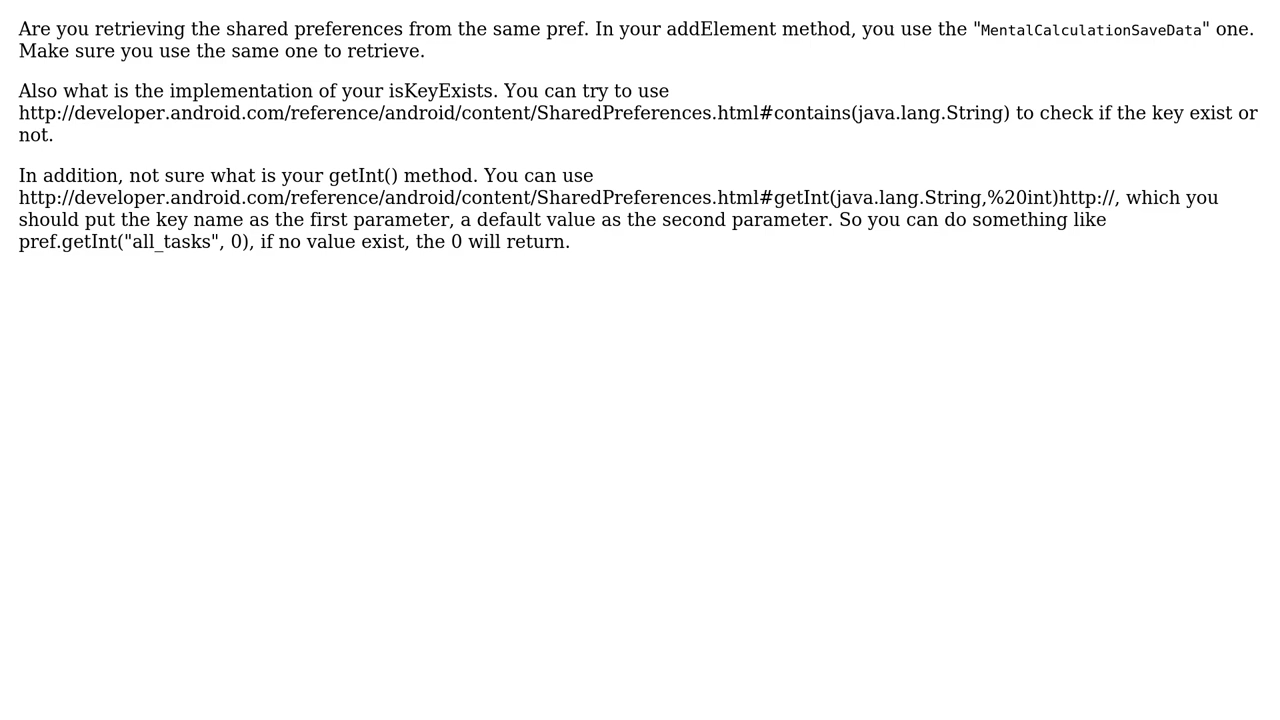 Are you retrieving the shared preferences from the same pref. In your addElement method, you use the "MentalCalculationSaveData" one.
Make sure you use the same one to retrieve.
Also what is the implementation of your isKeyExists. You can try to use
http://developer.android.com/reference/android/content/SharedPreferences.html#contains(java.lang.String) to check if the key exist or
not.
In addition, not sure what is your getInt() method. You can use
http://developer.android.com/reference/android/content/SharedPreferences.html#getInt(java.lang.String,%20int)http://, which you
should put the key name as the first parameter, a default value as the second parameter. So you can do something like
pref.getInt("all_tasks", 0), if no value exist, the 0 will return.